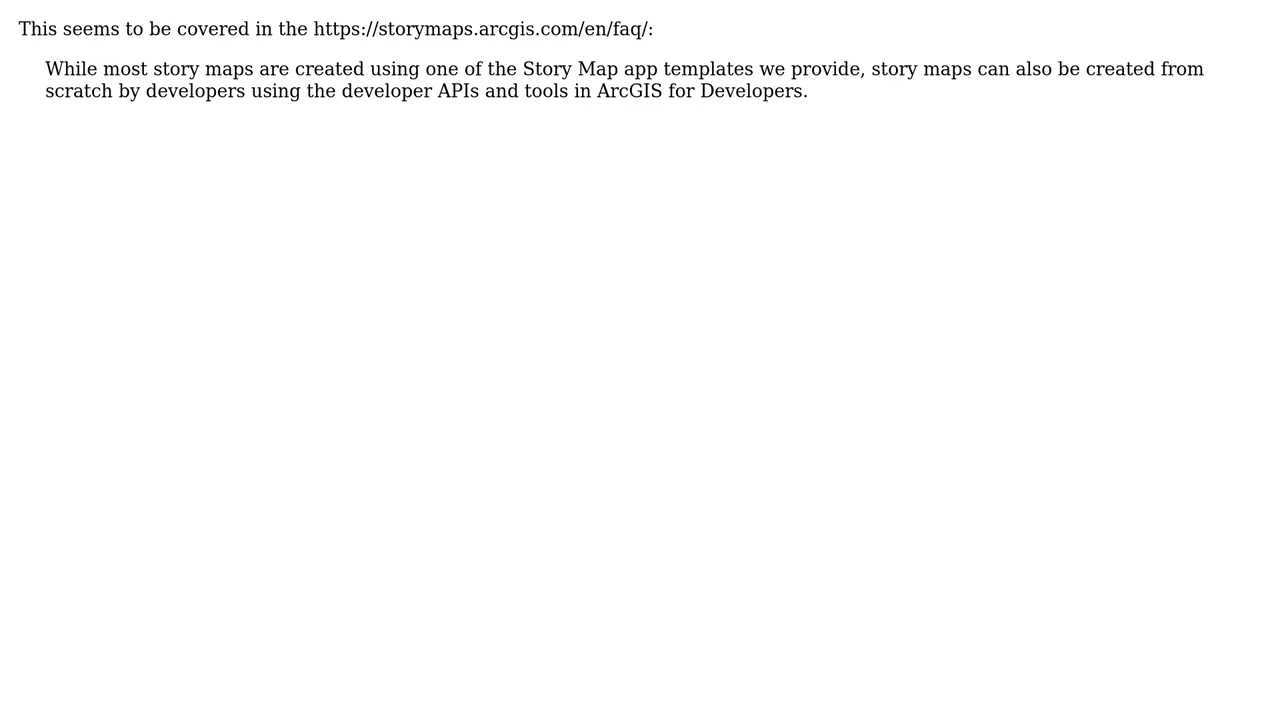 This seems to be covered in the https://storymaps.arcgis.com/en/faq/:
While most story maps are created using one of the Story Map app templates we provide, story maps can also be created from
scratch by developers using the developer APIs and tools in ArcGIS for Developers.